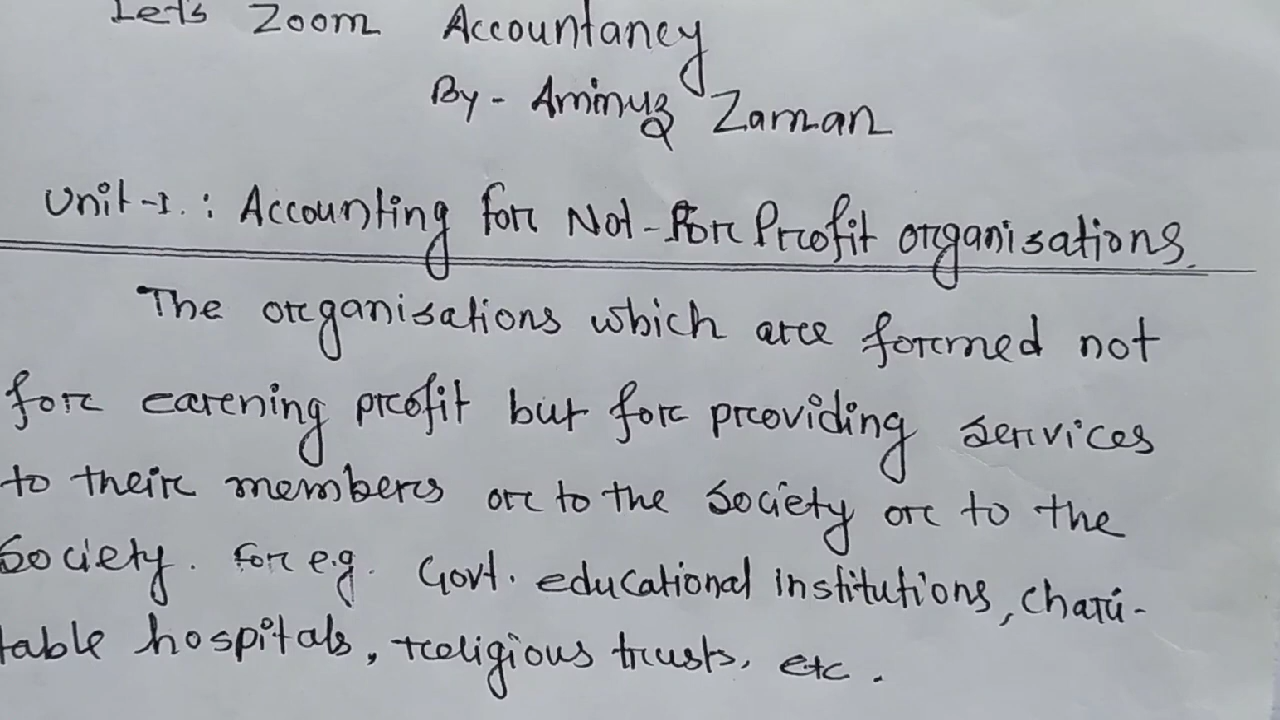 Let's Zoom Accountancy
By - Aminuz Zaman
Unit-I. : Accounting for Not-For Profit organisations.
The organisations which are formed not
for earening profit but for providing services
to their members or to the society or to the
society. For e.g. Govt. educational institutions, chari-
table hospitals, religious trusts, etc.